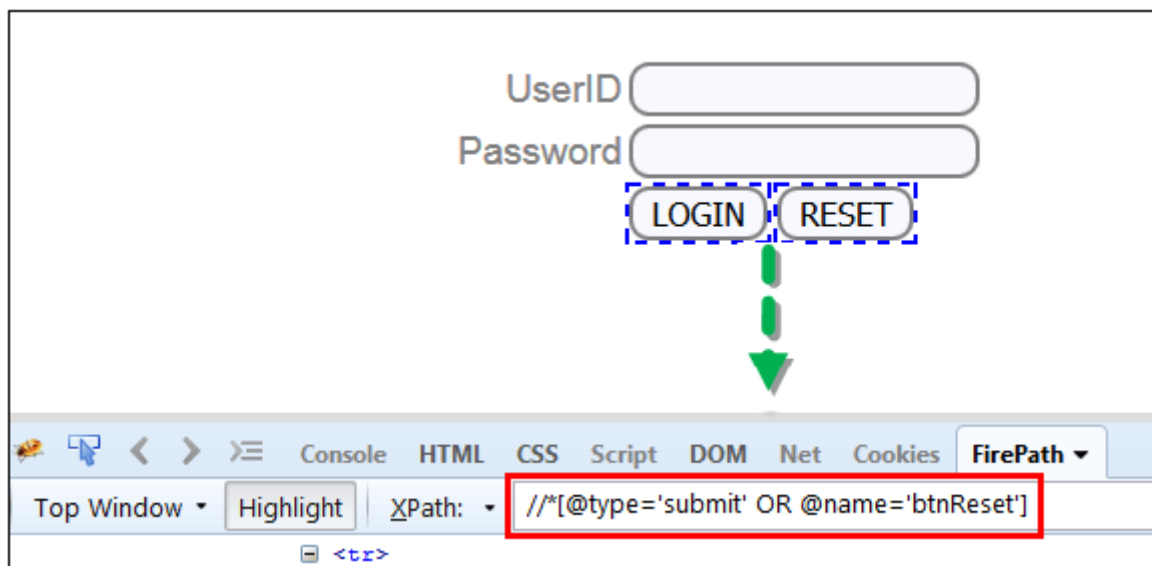 UserID
Password
LOGIN RESET
Console HTML CSS Script DOM Net Cookies FirePath
Top Window Highlight XPath: //*[@type='submit' OR @name='btnReset']
<tr>